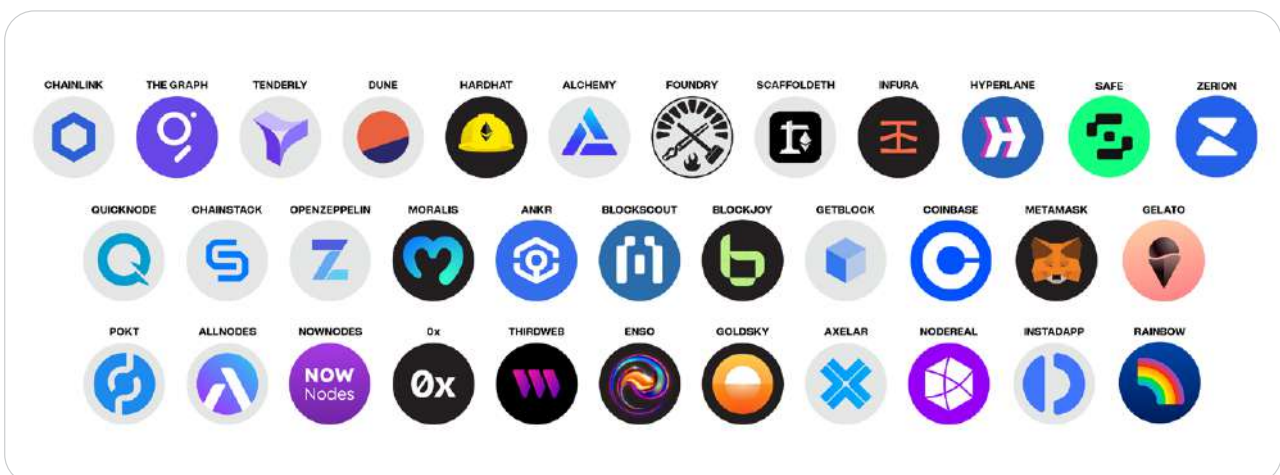 CHAINLINK THE GRAPH TENDERLY DUNE HARDHAT ALCHEMY FOUNDRY SCAFFOLDETH INFURA HYPERLANE SAFE ZERION
QUICKNODE CHAINSTACK OPENZEPPELIN MORALIS ANKR BLOCKSCOUT BLOCKJOY GETBLOCK COINBASE METAMASK GELATO
POKT ALLNODES NOWNODES 0x THIRDWEB ENSO GOLDSKY AXELAR NODEREAL INSTADAPP RAINBOW
NOW
Nodes
0x